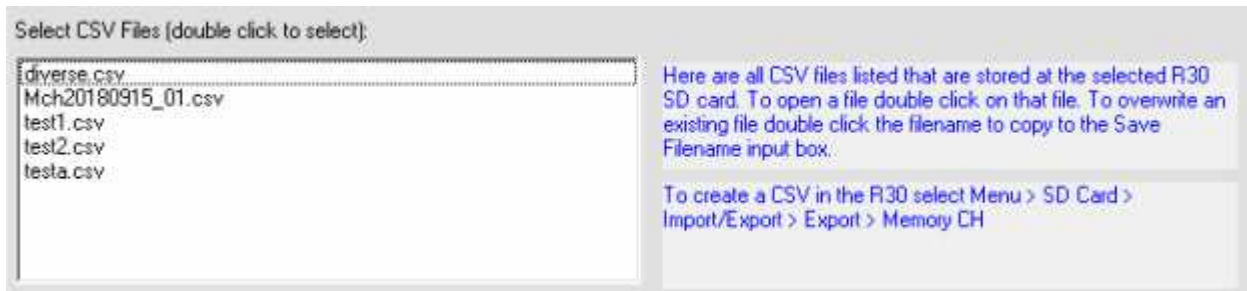 Select CSV Files (double click to select):
diverse.csv
Mch20180915_01.csv
test1.csv
test2.csv
testa.csv
Here are all CSV files listed that are stored at the selected R30
SD card. To open a file double click on that file. To overwrite an
existing file double click the filename to copy to the Save
Filename input box.
To create a CSV in the R30 select Menu > SD Card >
Import/Export > Export > Memory CH